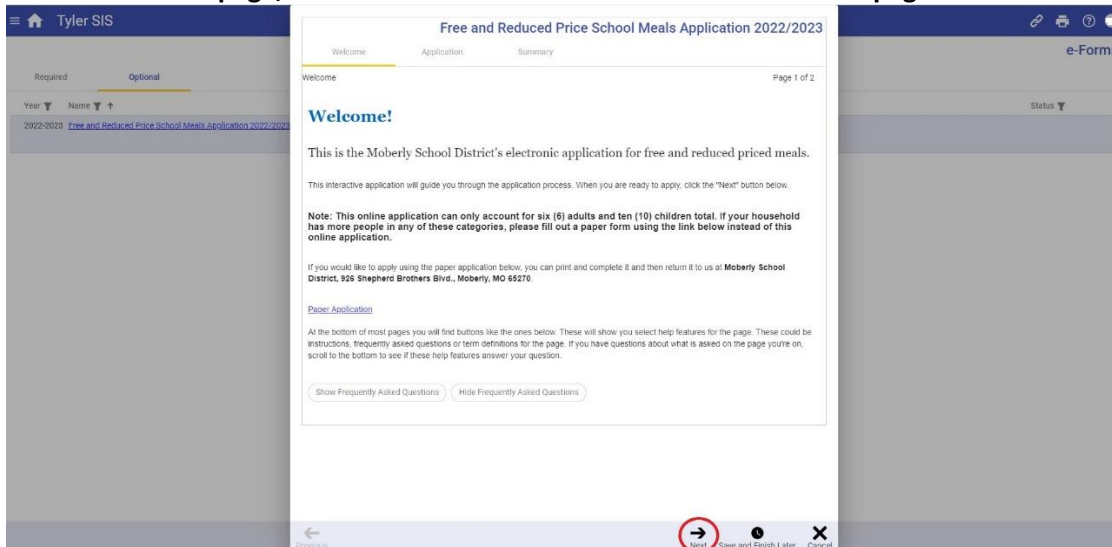 Tyler SIS
e-Form
Required Optional
Year Name Status
2022-2023 Free and Reduced Price School Meals Application 2022/2023
Free and Reduced Price School Meals Application 2022/2023
Welcome Application Summary
Welcome Page 1 of 2
Welcome!
This is the Moberly School District's electronic application for free and reduced priced meals.
This interactive application will guide you through the application process. When you are ready to apply, click the "Next" button below.
Note: This online application can only account for six (6) adults and ten (10) children total. If your household
has more people in any of these categories, please fill out a paper form using the link below instead of this
online application.
If you would like to apply using the paper application below, you can print and complete it and then return it to us at Moberly School
District, 926 Shepherd Brothers Blvd., Moberly, MO 65270.
Paper Application
At the bottom of most pages you will find buttons like the ones below. These will show you select help features for the page. These could be
instructions, frequently asked questions or term definitions for the page. If you have questions about what is asked on the page you're on,
scroll to the bottom to see if these help features answer your question.
Show Frequently Asked Questions Hide Frequently Asked Questions
Previous Next Save and Finish Later Cancel